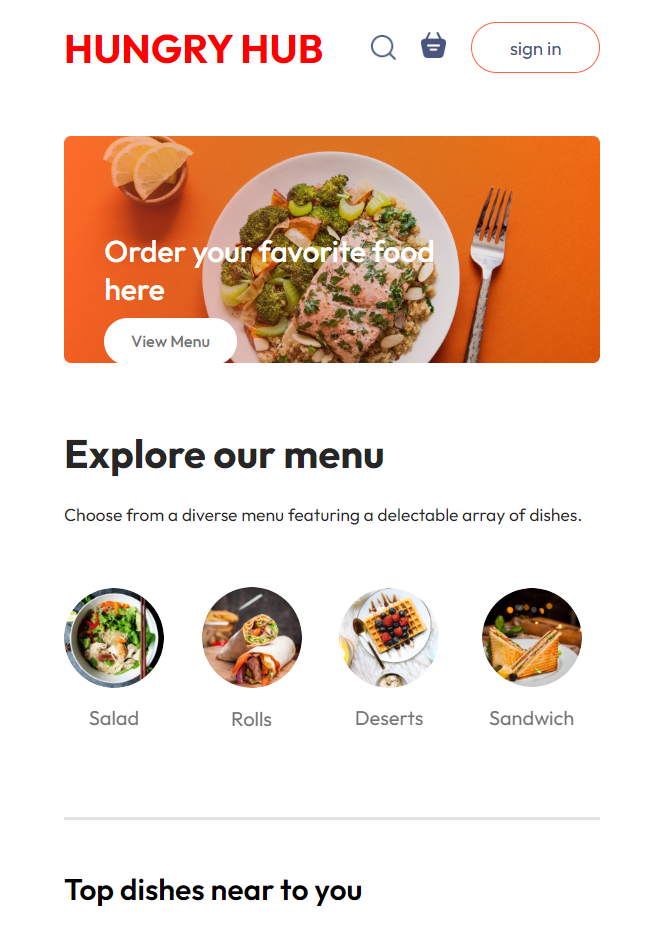 HUNGRY HUB
sign in
Order your favorite food
here
View Menu
Explore our menu
Choose from a diverse menu featuring a delectable array of dishes.
Salad
Rolls
Deserts
Sandwich
Top dishes near to you